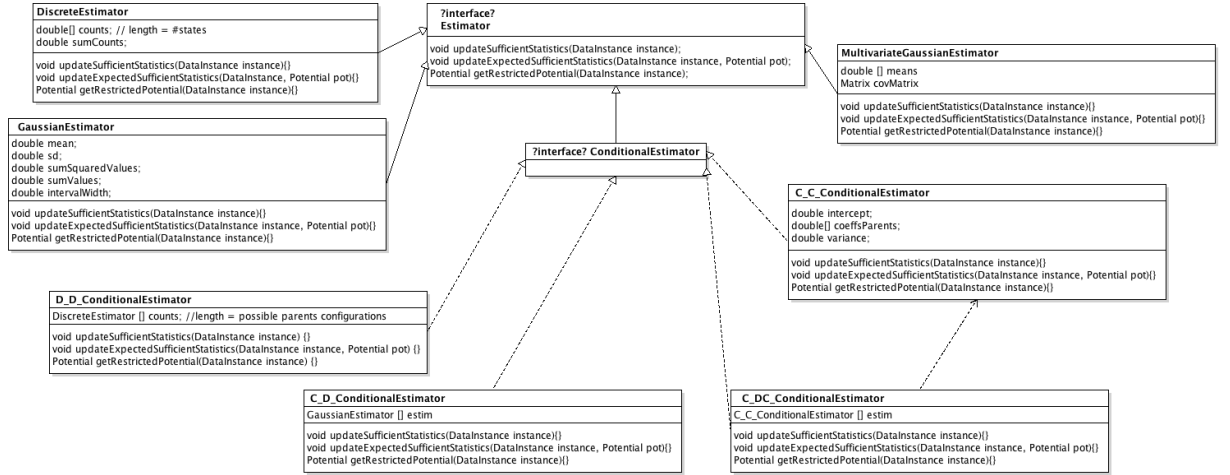 DiscreteEstimator
double[] counts; // length = #states
double sumCounts;
void updateSufficientStatistics(DataInstance instance){}
void updateExpectedSufficientStatistics(DataInstance, Potential pot){}
Potential getRestrictedPotential(DataInstance instance){}
?interface?
Estimator
void updateSufficientStatistics(DataInstance instance);
void updateExpectedSufficientStatistics(DataInstance instance, Potential pot);
Potential getRestrictedPotential(DataInstance instance);
MultivariateGaussianEstimator
double [] means
Matrix covMatrix
void updateSufficientStatistics(DataInstance instance){}
void updateExpectedSufficientStatistics(DataInstance instance, Potential pot){}
Potential getRestrictedPotential(DataInstance instance){}
GaussianEstimator
double mean;
double sd;
double sumSquaredValues;
double sumValues;
double intervalWidth;
void updateSufficientStatistics(DataInstance instance){}
void updateExpectedSufficientStatistics(DataInstance instance, Potential pot){}
Potential getRestrictedPotential(DataInstance instance){}
?interface? ConditionalEstimator
C_C_ConditionalEstimator
double intercept;
double[] coeffsParents;
double variance;
void updateSufficientStatistics(DataInstance instance){}
void updateExpectedSufficientStatistics(DataInstance instance, Potential pot){}
Potential getRestrictedPotential(DataInstance instance){}
D_D_ConditionalEstimator
DiscreteEstimator [] counts; //length = possible parents configurations
void updateSufficientStatistics(DataInstance instance) {}
void updateExpectedSufficientStatistics(DataInstance instance, Potential pot) {}
Potential getRestrictedPotential(DataInstance instance) {}
C_D_ConditionalEstimator
GaussianEstimator [] estim
void updateSufficientStatistics(DataInstance instance){}
void updateExpectedSufficientStatistics(DataInstance instance, Potential pot){}
Potential getRestrictedPotential(DataInstance instance){}
C_DC_ConditionalEstimator
C_C_ConditionalEstimator [] estim
void updateSufficientStatistics(DataInstance instance){}
void updateExpectedSufficientStatistics(DataInstance instance, Potential pot){}
Potential getRestrictedPotential(DataInstance instance){}